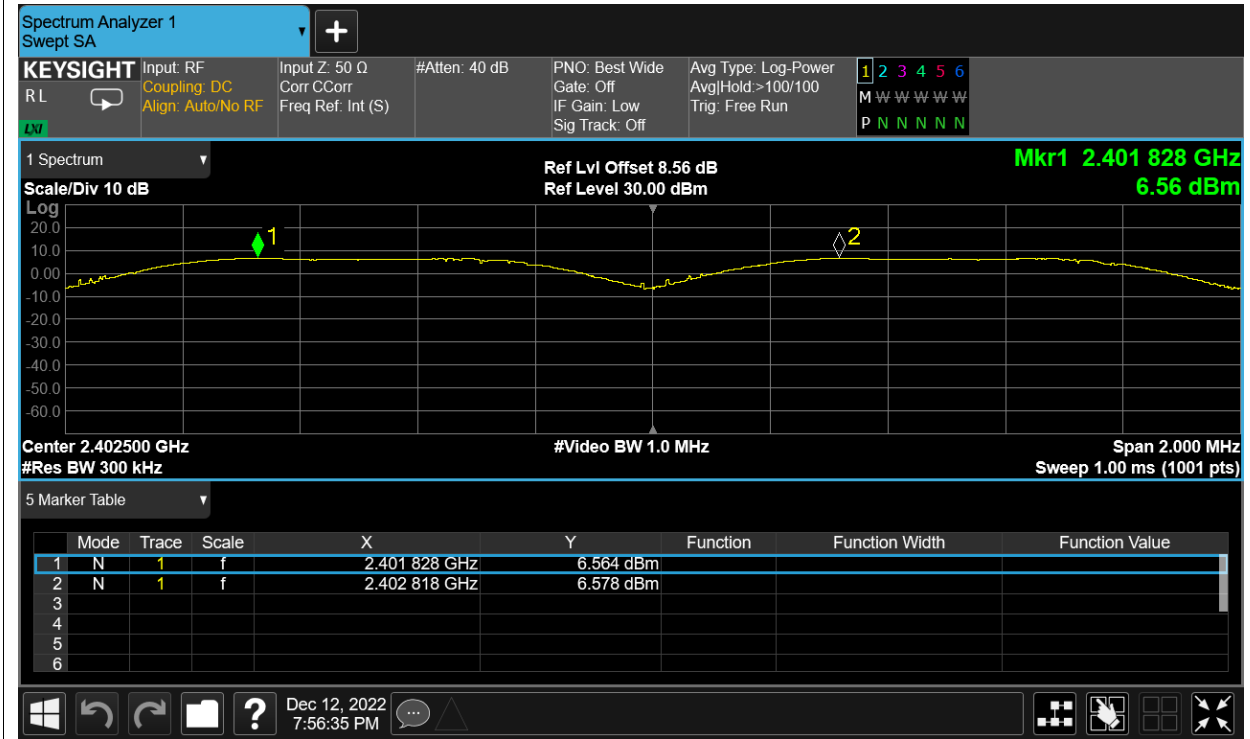 Spectrum Analyzer 1
Swept SA
+
KEYSIGHT
R L
LXI
Input: RF
Coupling: DC
Align: Auto/No RF
Input Z: 50 Ω
Corr CCorr
Freq Ref: Int (S)
#Atten: 40 dB
PNO: Best Wide
Gate: Off
IF Gain: Low
Sig Track: Off
Avg Type: Log-Power
Avg|Hold:>100/100
Trig: Free Run
1 2 3 4 5 6
M W W W W W
P N N N N N
1 Spectrum
Scale/Div 10 dB
Ref Lvl Offset 8.56 dB
Ref Level 30.00 dBm
Mkr1 2.401 828 GHz
6.56 dBm
Log
20.0
10.0
0.00
-10.0
-20.0
-30.0
-40.0
-50.0
-60.0
1
2
Center 2.402500 GHz
#Res BW 300 kHz
#Video BW 1.0 MHz
Span 2.000 MHz
Sweep 1.00 ms (1001 pts)
5 Marker Table
Mode Trace Scale X Y Function Function Width Function Value
1 N 1 f 2.401 828 GHz 6.564 dBm
2 N 1 f 2.402 818 GHz 6.578 dBm
3
4
5
6
?
Dec 12, 2022
7:56:35 PM